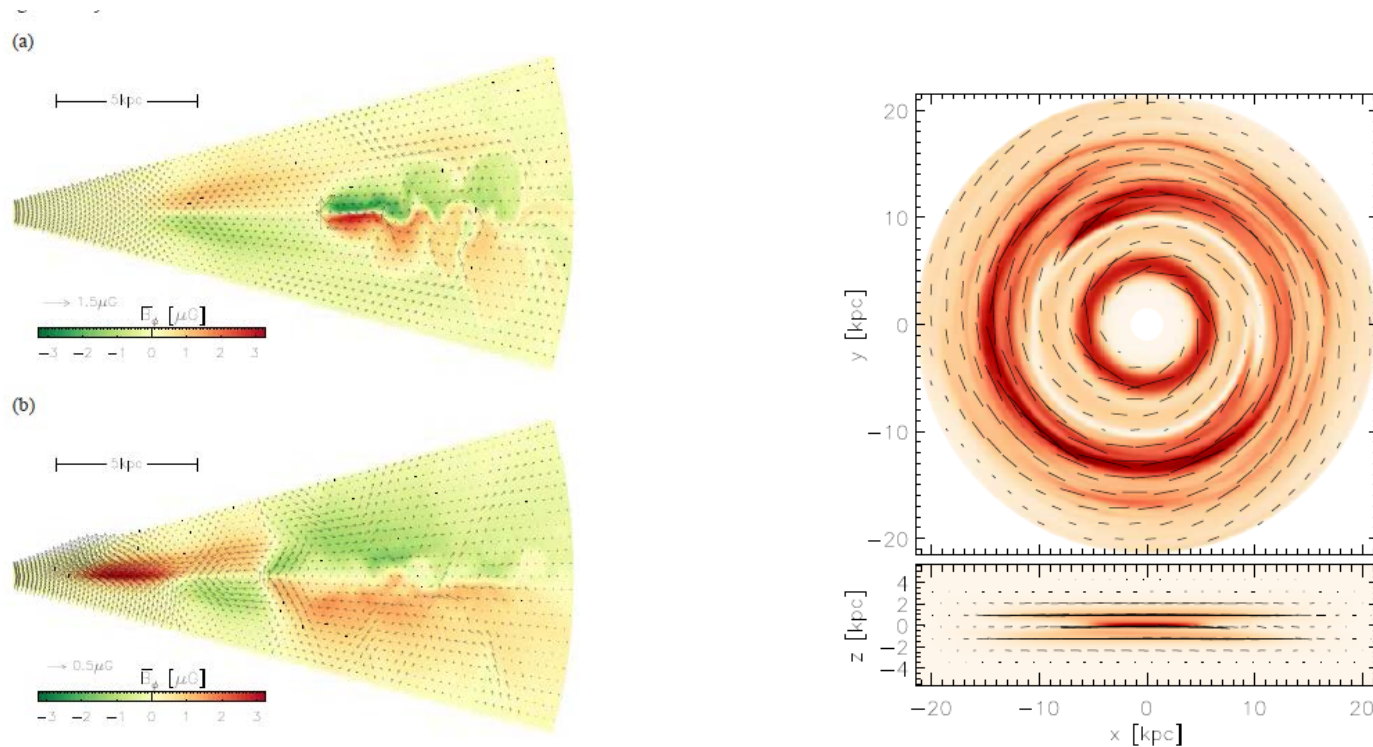 (a)
5kpc
1.5μG
B̅ϕ [μG]
−3 −2 −1 0 1 2 3
(b)
5kpc
0.5μG
B̅ϕ [μG]
−3 −2 −1 0 1 2 3
20
10
0
−10
−20
y [kpc]
4
2
0
−2
−4
z [kpc]
−20 −10 0 10 20
x [kpc]